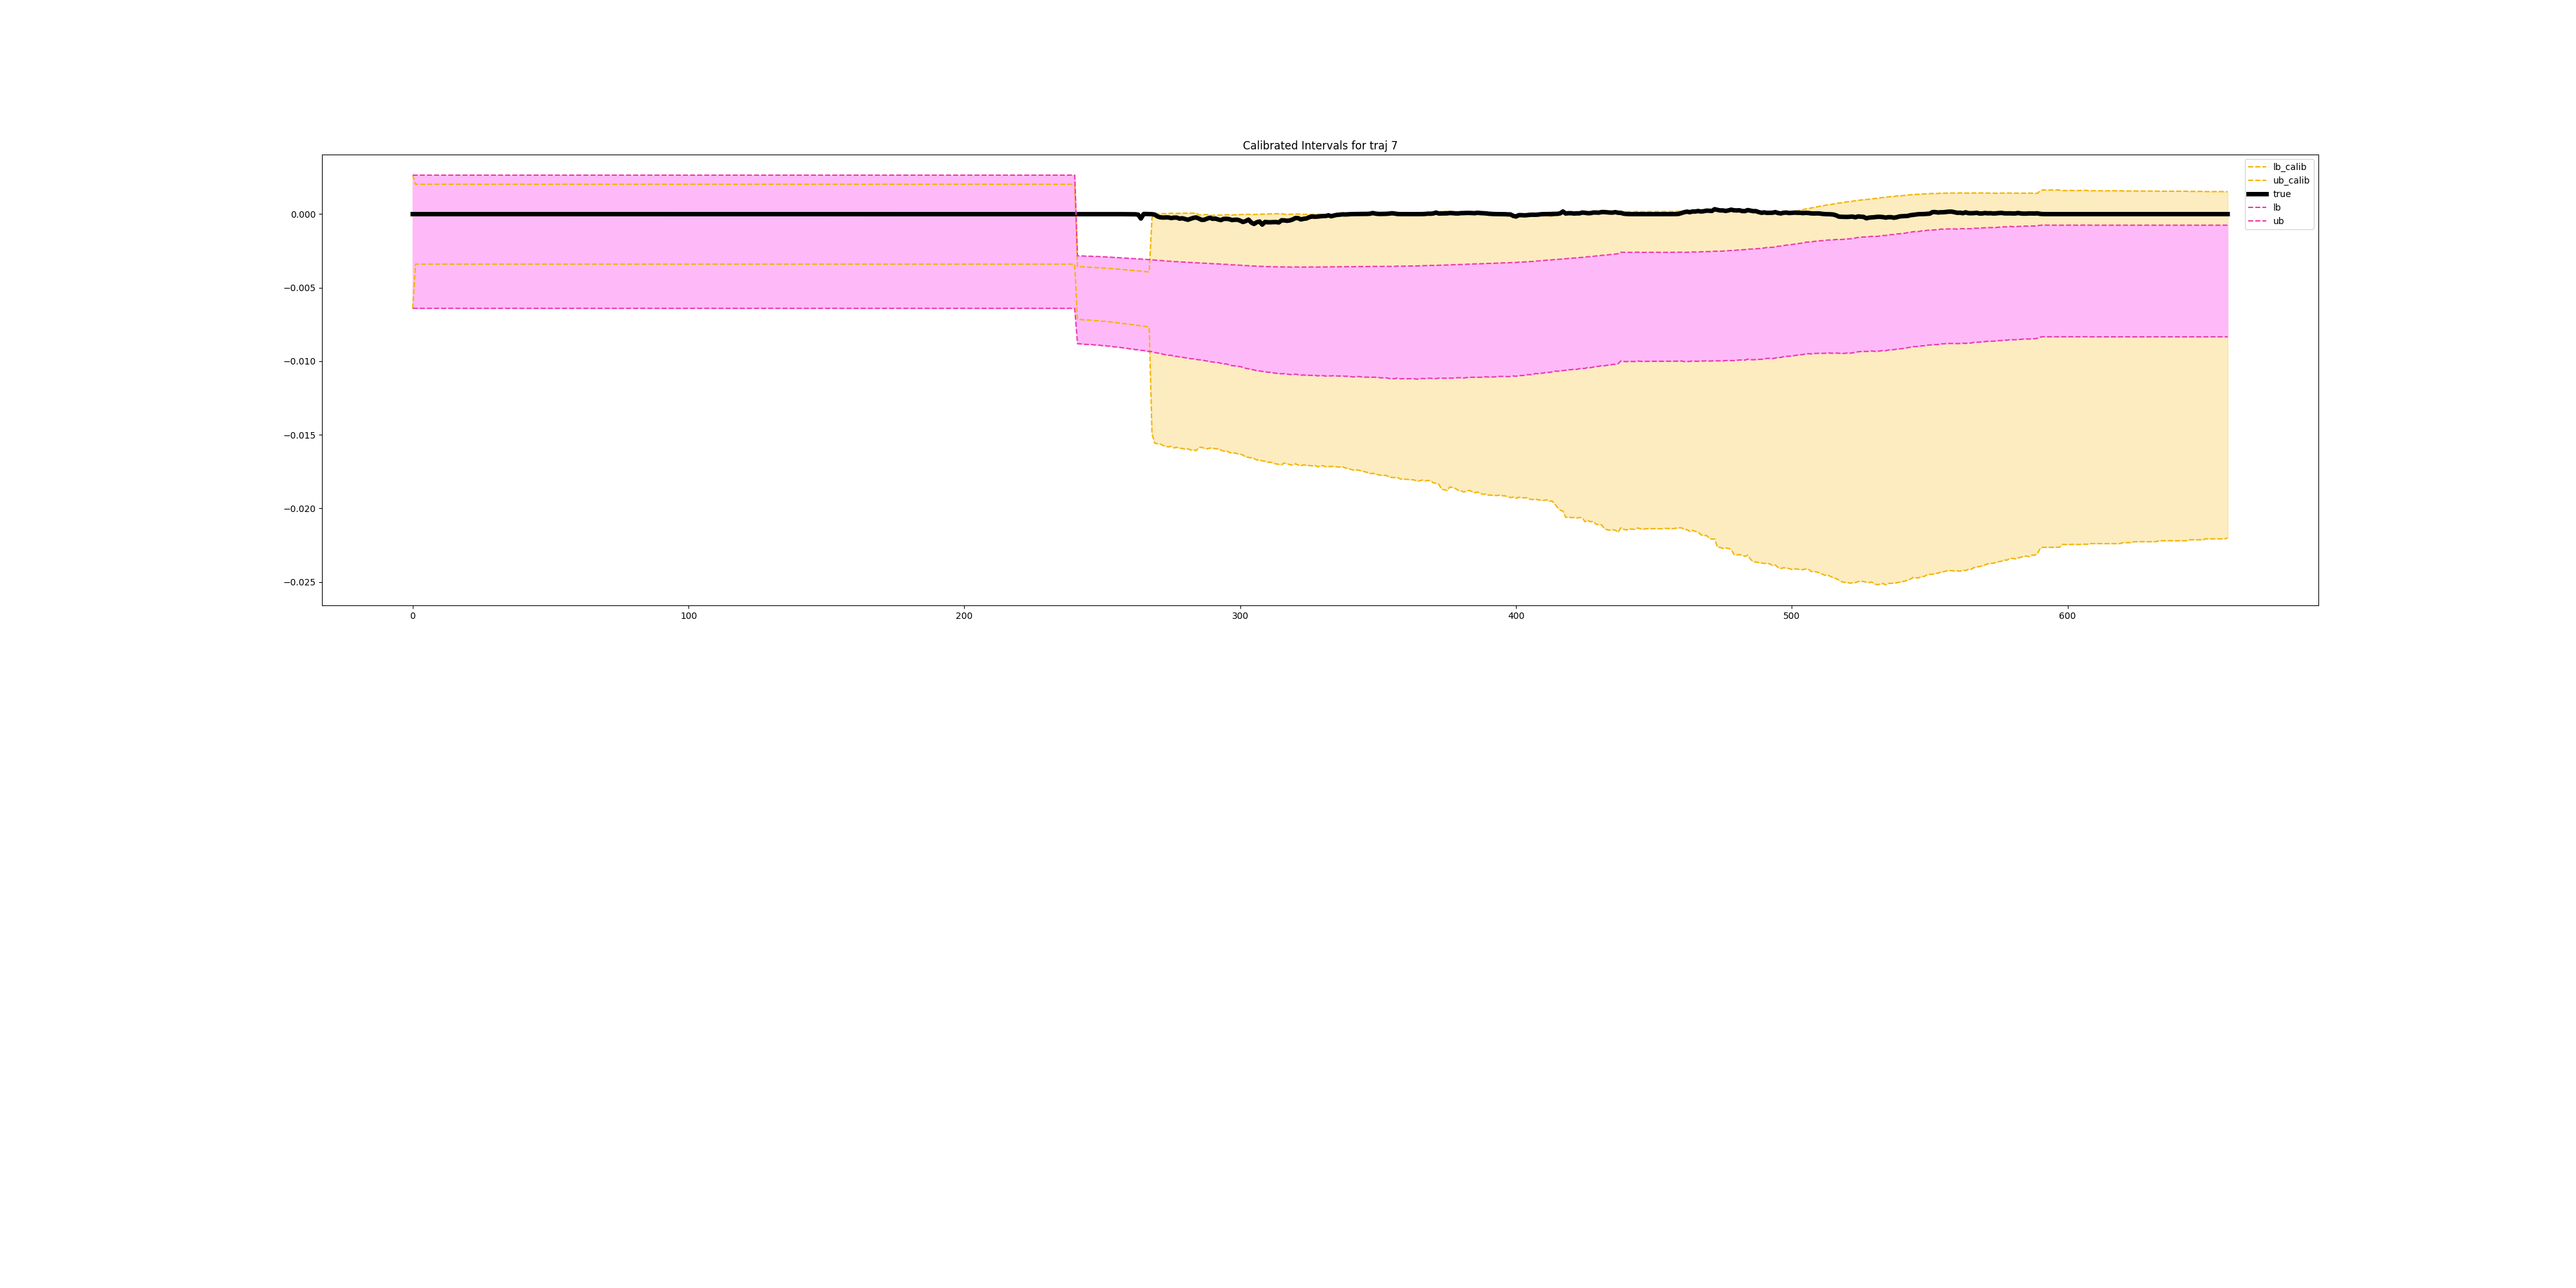 Calibrated Intervals for traj 7
lb_calib
ub_calib
true
lb
ub
0.000
−0.005
−0.010
−0.015
−0.020
−0.025
0 100 200 300 400 500 600